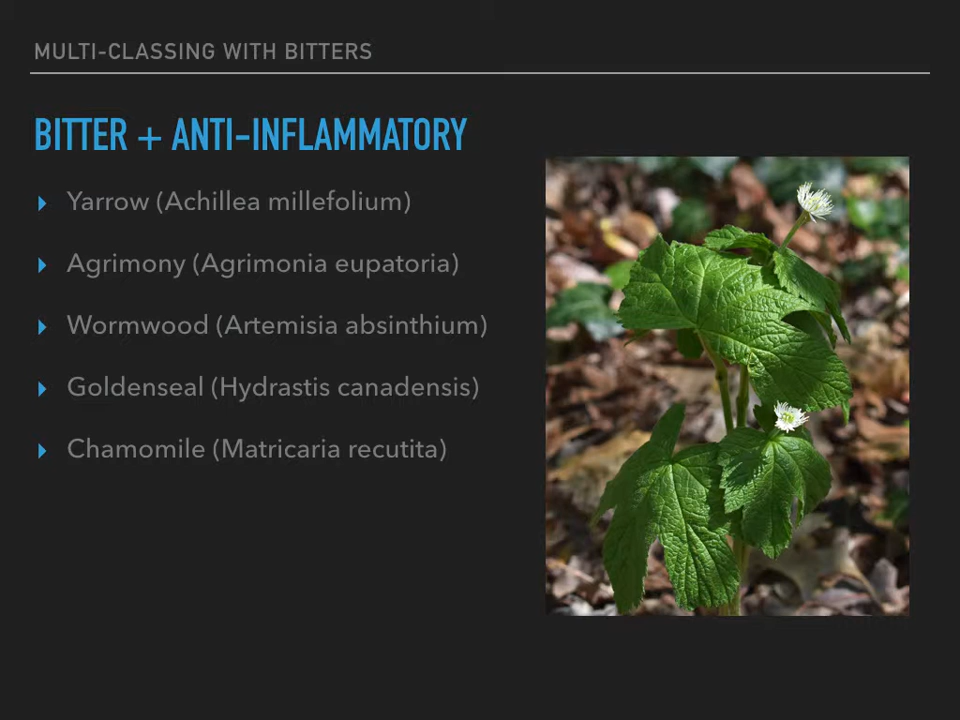 MULTI-CLASSING WITH BITTERS
BITTER + ANTI-INFLAMMATORY
Yarrow (Achillea millefolium)
Agrimony (Agrimonia eupatoria)
Wormwood (Artemisia absinthium)
Goldenseal (Hydrastis canadensis)
Chamomile (Matricaria recutita)